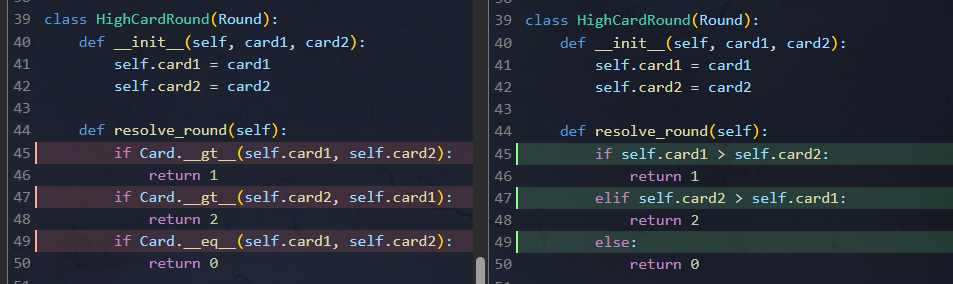 39 class HighCardRound(Round):
40     def __init__(self, card1, card2):
41         self.card1 = card1
42         self.card2 = card2
43
44     def resolve_round(self):
45         if Card.__gt__(self.card1, self.card2):
46             return 1
47         if Card.__gt__(self.card2, self.card1):
48             return 2
49         if Card.__eq__(self.card1, self.card2):
50             return 0
39 class HighCardRound(Round):
40     def __init__(self, card1, card2):
41         self.card1 = card1
42         self.card2 = card2
43
44     def resolve_round(self):
45         if self.card1 > self.card2:
46             return 1
47         elif self.card2 > self.card1:
48             return 2
49         else:
50             return 0